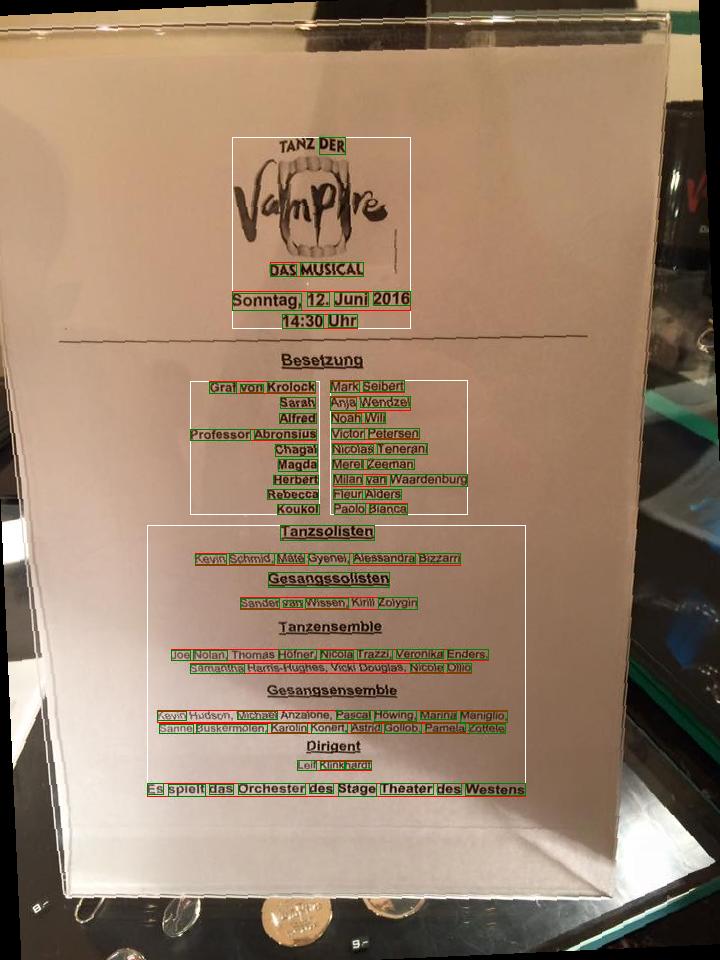 TANZ DER
Vampire
DAS MUSICAL
Sonntag, 12. Juni 2016
14:30 Uhr
Besetzung
Graf von Krolock Mark Seibert
Sarah Anja Wendzel
Alfred Noah Will
Professor Abronsius Victor Petersen
Chagal Nicolas Tenerani
Magda Merel Zeeman
Herbert Milan van Waardenburg
Rebecca Fleur Alders
Koukol Paolo Bianca
Tanzsolisten
Kevin Schmid, Máté Gyenei, Alessandra Bizzarri
Gesangssolisten
Sander van Wissen, Kirill Zolygin
Tanzensemble
Joe Nolan, Thomas Höfner, Nicola Trazzi, Veronika Enders,
Samantha Harris-Hughes, Vicki Douglas, Nicole Ollio
Gesangsensemble
Kevin Hudson, Michael Anzalone, Pascal Höwing, Marina Maniglio,
Sanne Buskermolen, Karolin Konert, Astrid Gollob, Pamela Zottele
Dirigent
Leif Klinkhardt
Es spielt das Orchester des Stage Theater des Westens
8.-
9.-